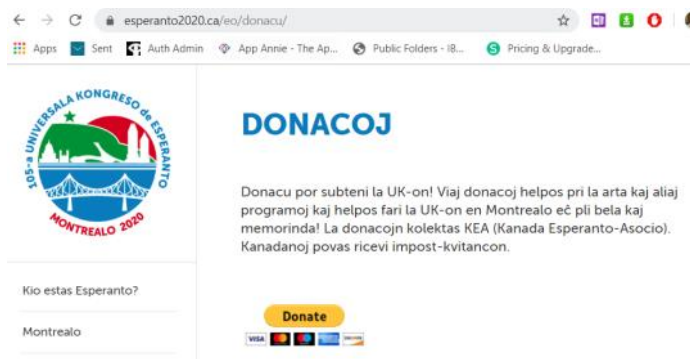 esperanto2020.ca/eo/donacu/
Apps Sent Auth Admin App Annie - The Ap... Public Folders - IB... Pricing & Upgrade...
105-a UNIVERSALA KONGRESO de ESPERANTO
MONTREALO 2020
DONACOJ
Donacu por subteni la UK-on! Viaj donacoj helpos pri la arta kaj aliaj
programoj kaj helpos fari la UK-on en Montrealo eĉ pli bela kaj
memorinda! La donacojn kolektas KEA (Kanada Esperanto-Asocio).
Kanadanoj povas ricevi impost-kvitancon.
Kio estas Esperanto?
Donate
Montrealo
VISA